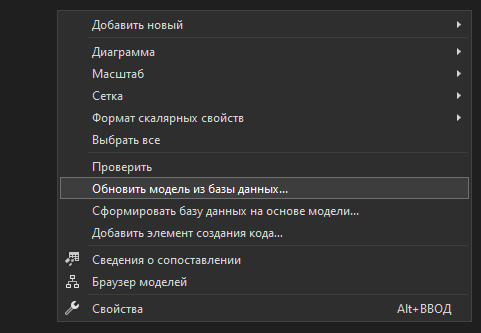 Добавить новый
Диаграмма
Масштаб
Сетка
Формат скалярных свойств
Выбрать все
Проверить
Обновить модель из базы данных...
Сформировать базу данных на основе модели...
Добавить элемент создания кода...
Сведения о сопоставлении
Браузер моделей
Свойства Alt+ВВОД